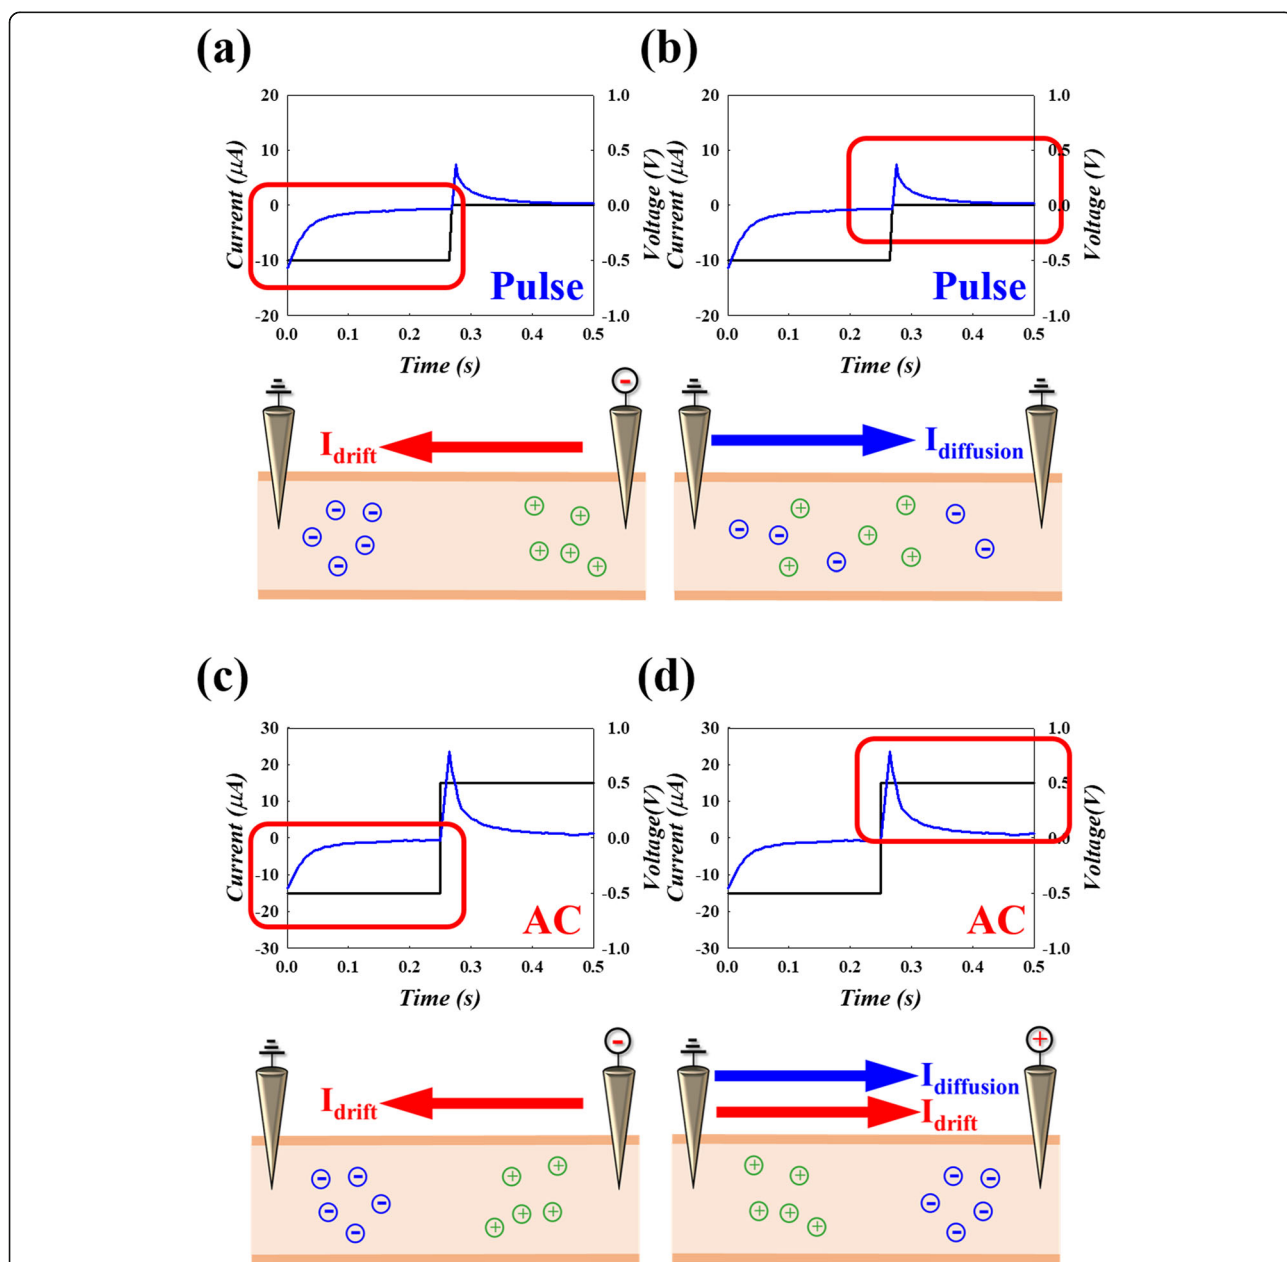 (a)
20
10
0
-10
-20
Current (μA)
1.0
0.5
0.0
-0.5
-1.0
Voltage (V)
Pulse
0.0 0.1 0.2 0.3 0.4 0.5
Time (s)
(b)
20
10
0
-10
-20
Current (μA)
1.0
0.5
0.0
-0.5
-1.0
Voltage (V)
Pulse
0.0 0.1 0.2 0.3 0.4 0.5
Time (s)
Idrift
Idiffusion
(c)
30
20
10
0
-10
-20
-30
Current (μA)
1.0
0.5
0.0
-0.5
-1.0
Voltage(V)
AC
0.0 0.1 0.2 0.3 0.4 0.5
Time (s)
(d)
30
20
10
0
-10
-20
-30
Current (μA)
1.0
0.5
0.0
-0.5
-1.0
Voltage(V)
AC
0.0 0.1 0.2 0.3 0.4 0.5
Time (s)
Idrift
Idiffusion
Idrift